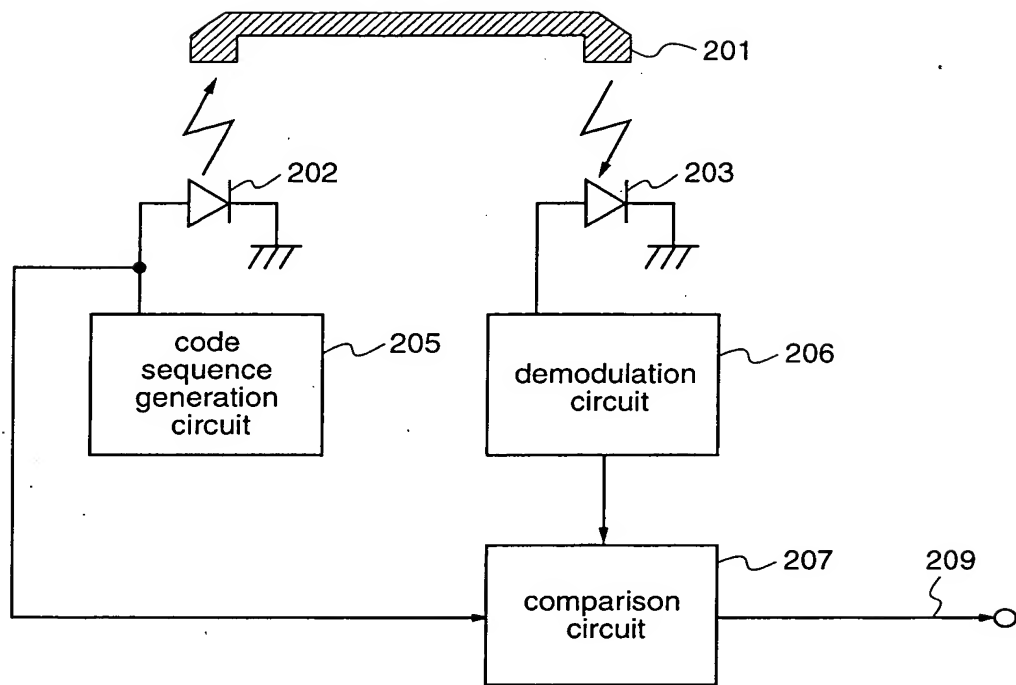 201
202
203
code
sequence
generation
circuit
205
demodulation
circuit
206
207
comparison
circuit
209